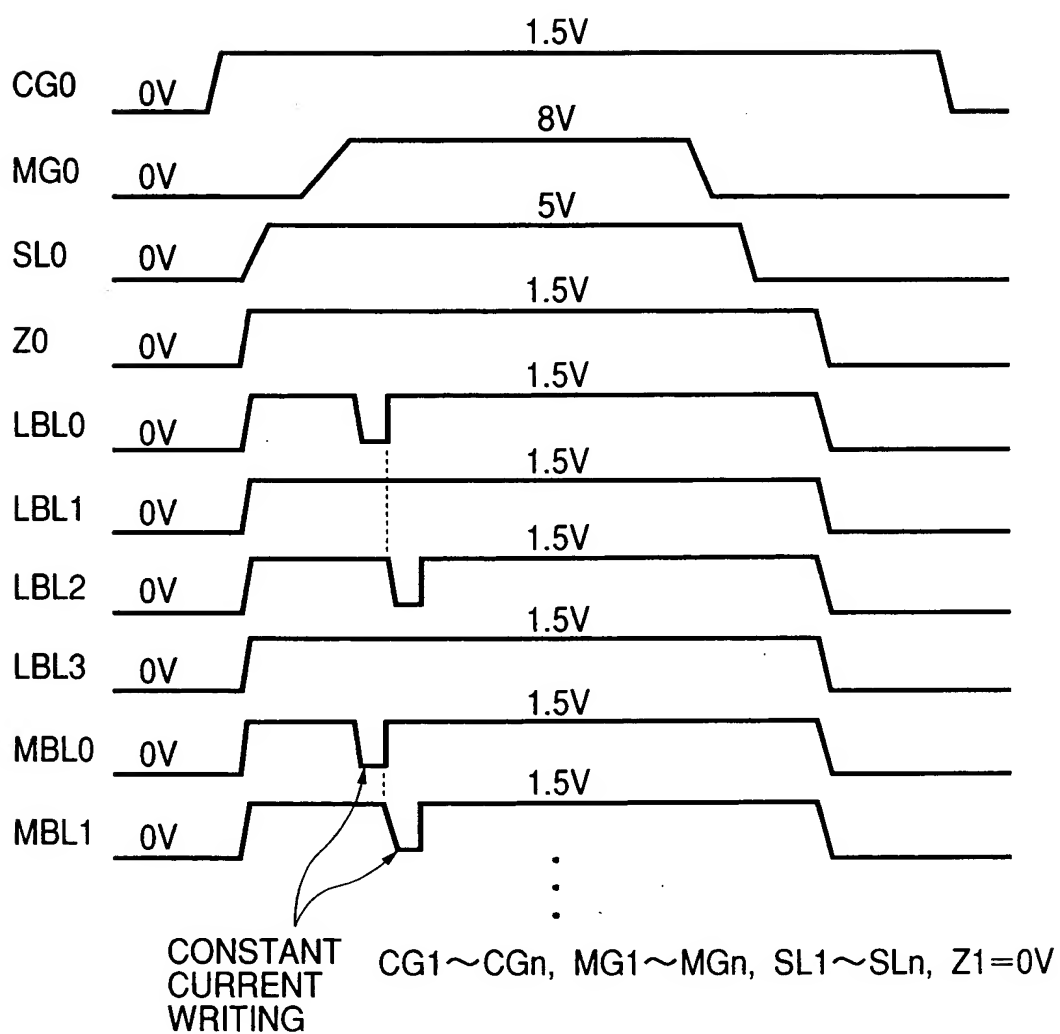 1.5V
CG0 0V
8V
MG0 0V
5V
SL0 0V
1.5V
Z0 0V
1.5V
LBL0 0V
1.5V
LBL1 0V
1.5V
LBL2 0V
1.5V
LBL3 0V
1.5V
MBL0 0V
1.5V
MBL1 0V
CONSTANT
CURRENT
WRITING
CG1~CGn, MG1~MGn, SL1~SLn, Z1=0V